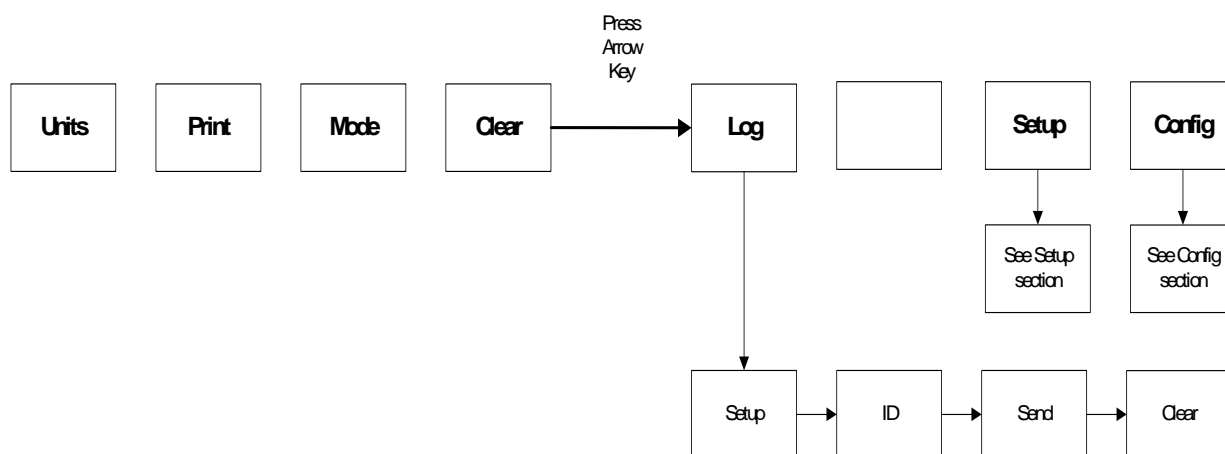 Press
Arrow
Key
Units
Print
Mode
Clear
Log
Setup
Config
See Setup
section
See Config
section
Setup
ID
Send
Clear